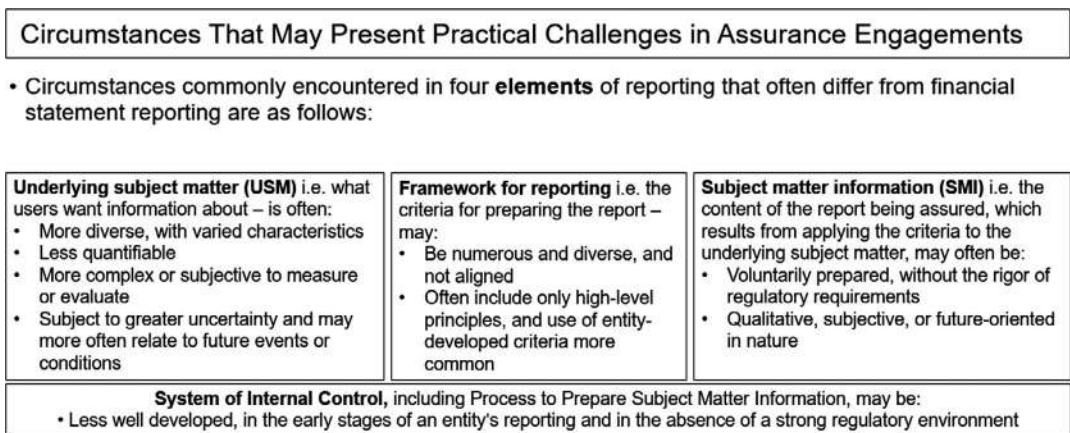 Circumstances That May Present Practical Challenges in Assurance Engagements
• Circumstances commonly encountered in four elements of reporting that often differ from financial
statement reporting are as follows:
Underlying subject matter (USM) i.e. what
users want information about – is often:
• More diverse, with varied characteristics
• Less quantifiable
• More complex or subjective to measure
or evaluate
• Subject to greater uncertainty and may
more often relate to future events or
conditions
Framework for reporting i.e. the
criteria for preparing the report –
may:
• Be numerous and diverse, and
not aligned
• Often include only high-level
principles, and use of entity-
developed criteria more
common
Subject matter information (SMI) i.e. the
content of the report being assured, which
results from applying the criteria to the
underlying subject matter, may often be:
• Voluntarily prepared, without the rigor of
regulatory requirements
• Qualitative, subjective, or future-oriented
in nature
System of Internal Control, including Process to Prepare Subject Matter Information, may be:
• Less well developed, in the early stages of an entity's reporting and in the absence of a strong regulatory environment